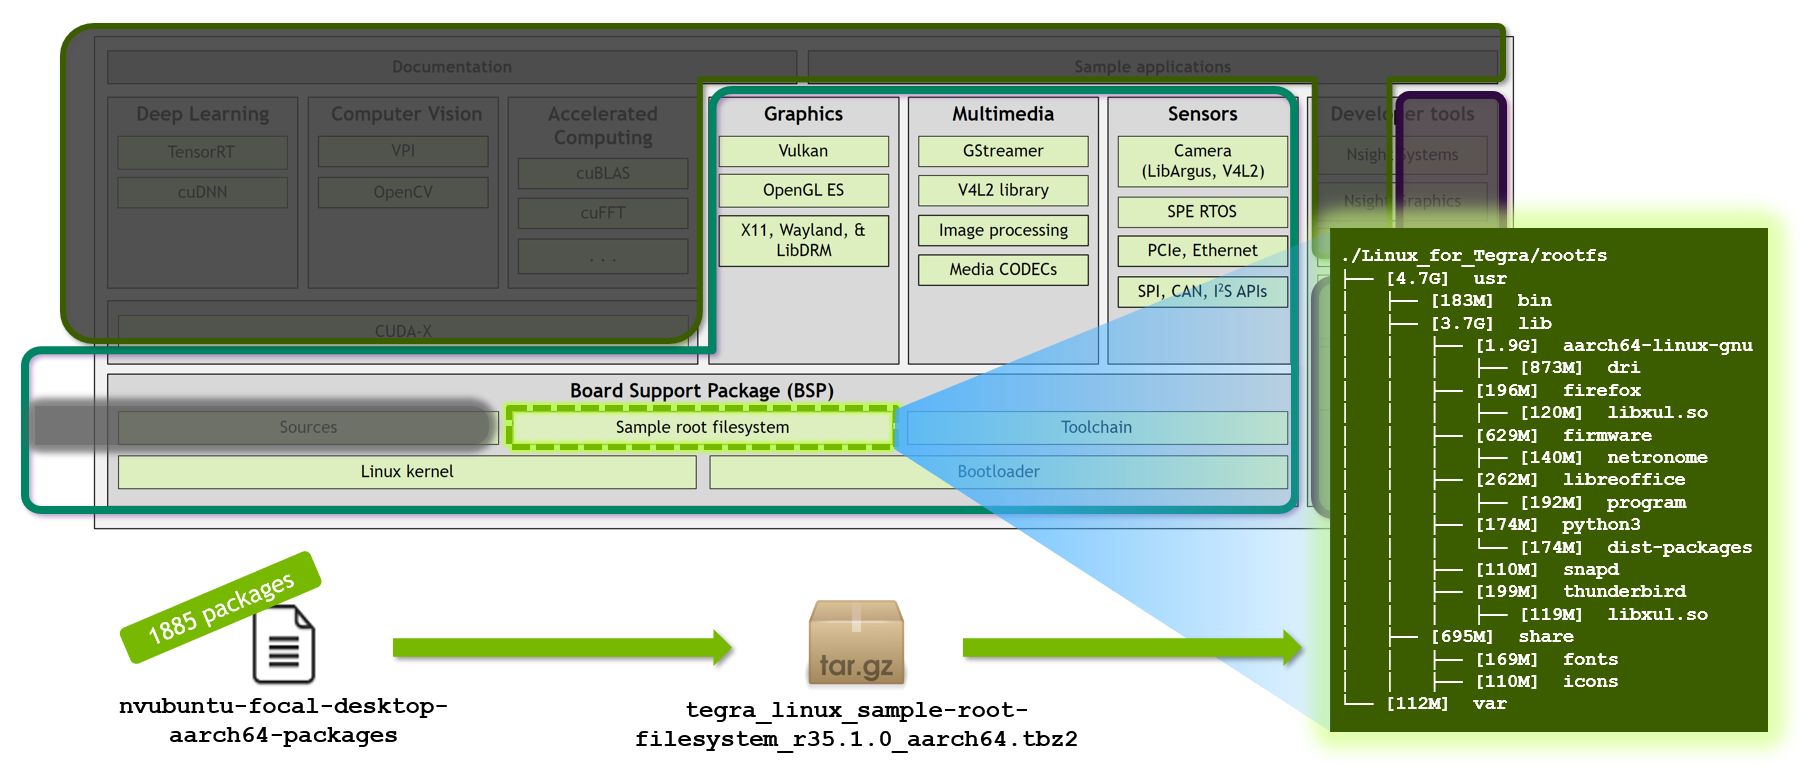 Documentation
Sample applications
Deep Learning
TensorRT
cuDNN
Computer Vision
VPI
OpenCV
Accelerated
Computing
cuBLAS
cuFFT
. . .
CUDA-X
Graphics
Vulkan
OpenGL ES
X11, Wayland, &
LibDRM
Multimedia
GStreamer
V4L2 library
Image processing
Media CODECs
Sensors
Camera
(LibArgus, V4L2)
SPE RTOS
PCIe, Ethernet
SPI, CAN, I²S APIs
Developer tools
Nsight Systems
Nsight Graphics
Board Support Package (BSP)
Sources
Sample root filesystem
Toolchain
Linux kernel
Bootloader
./Linux_for_Tegra/rootfs
├── [4.7G]  usr
│   ├── [183M]  bin
│   ├── [3.7G]  lib
│   │   ├── [1.9G]  aarch64-linux-gnu
│   │   │   ├── [873M]  dri
│   │   ├── [196M]  firefox
│   │   │   ├── [120M]  libxul.so
│   │   ├── [629M]  firmware
│   │   │   ├── [140M]  netronome
│   │   ├── [262M]  libreoffice
│   │   │   ├── [192M]  program
│   │   ├── [174M]  python3
│   │   │   └── [174M]  dist-packages
│   │   ├── [110M]  snapd
│   │   ├── [199M]  thunderbird
│   │   │   ├── [119M]  libxul.so
│   ├── [695M]  share
│   │   ├── [169M]  fonts
│   │   ├── [110M]  icons
└── [112M]  var
1885 packages
nvubuntu-focal-desktop-
aarch64-packages
tar.gz
tegra_linux_sample-root-
filesystem_r35.1.0_aarch64.tbz2